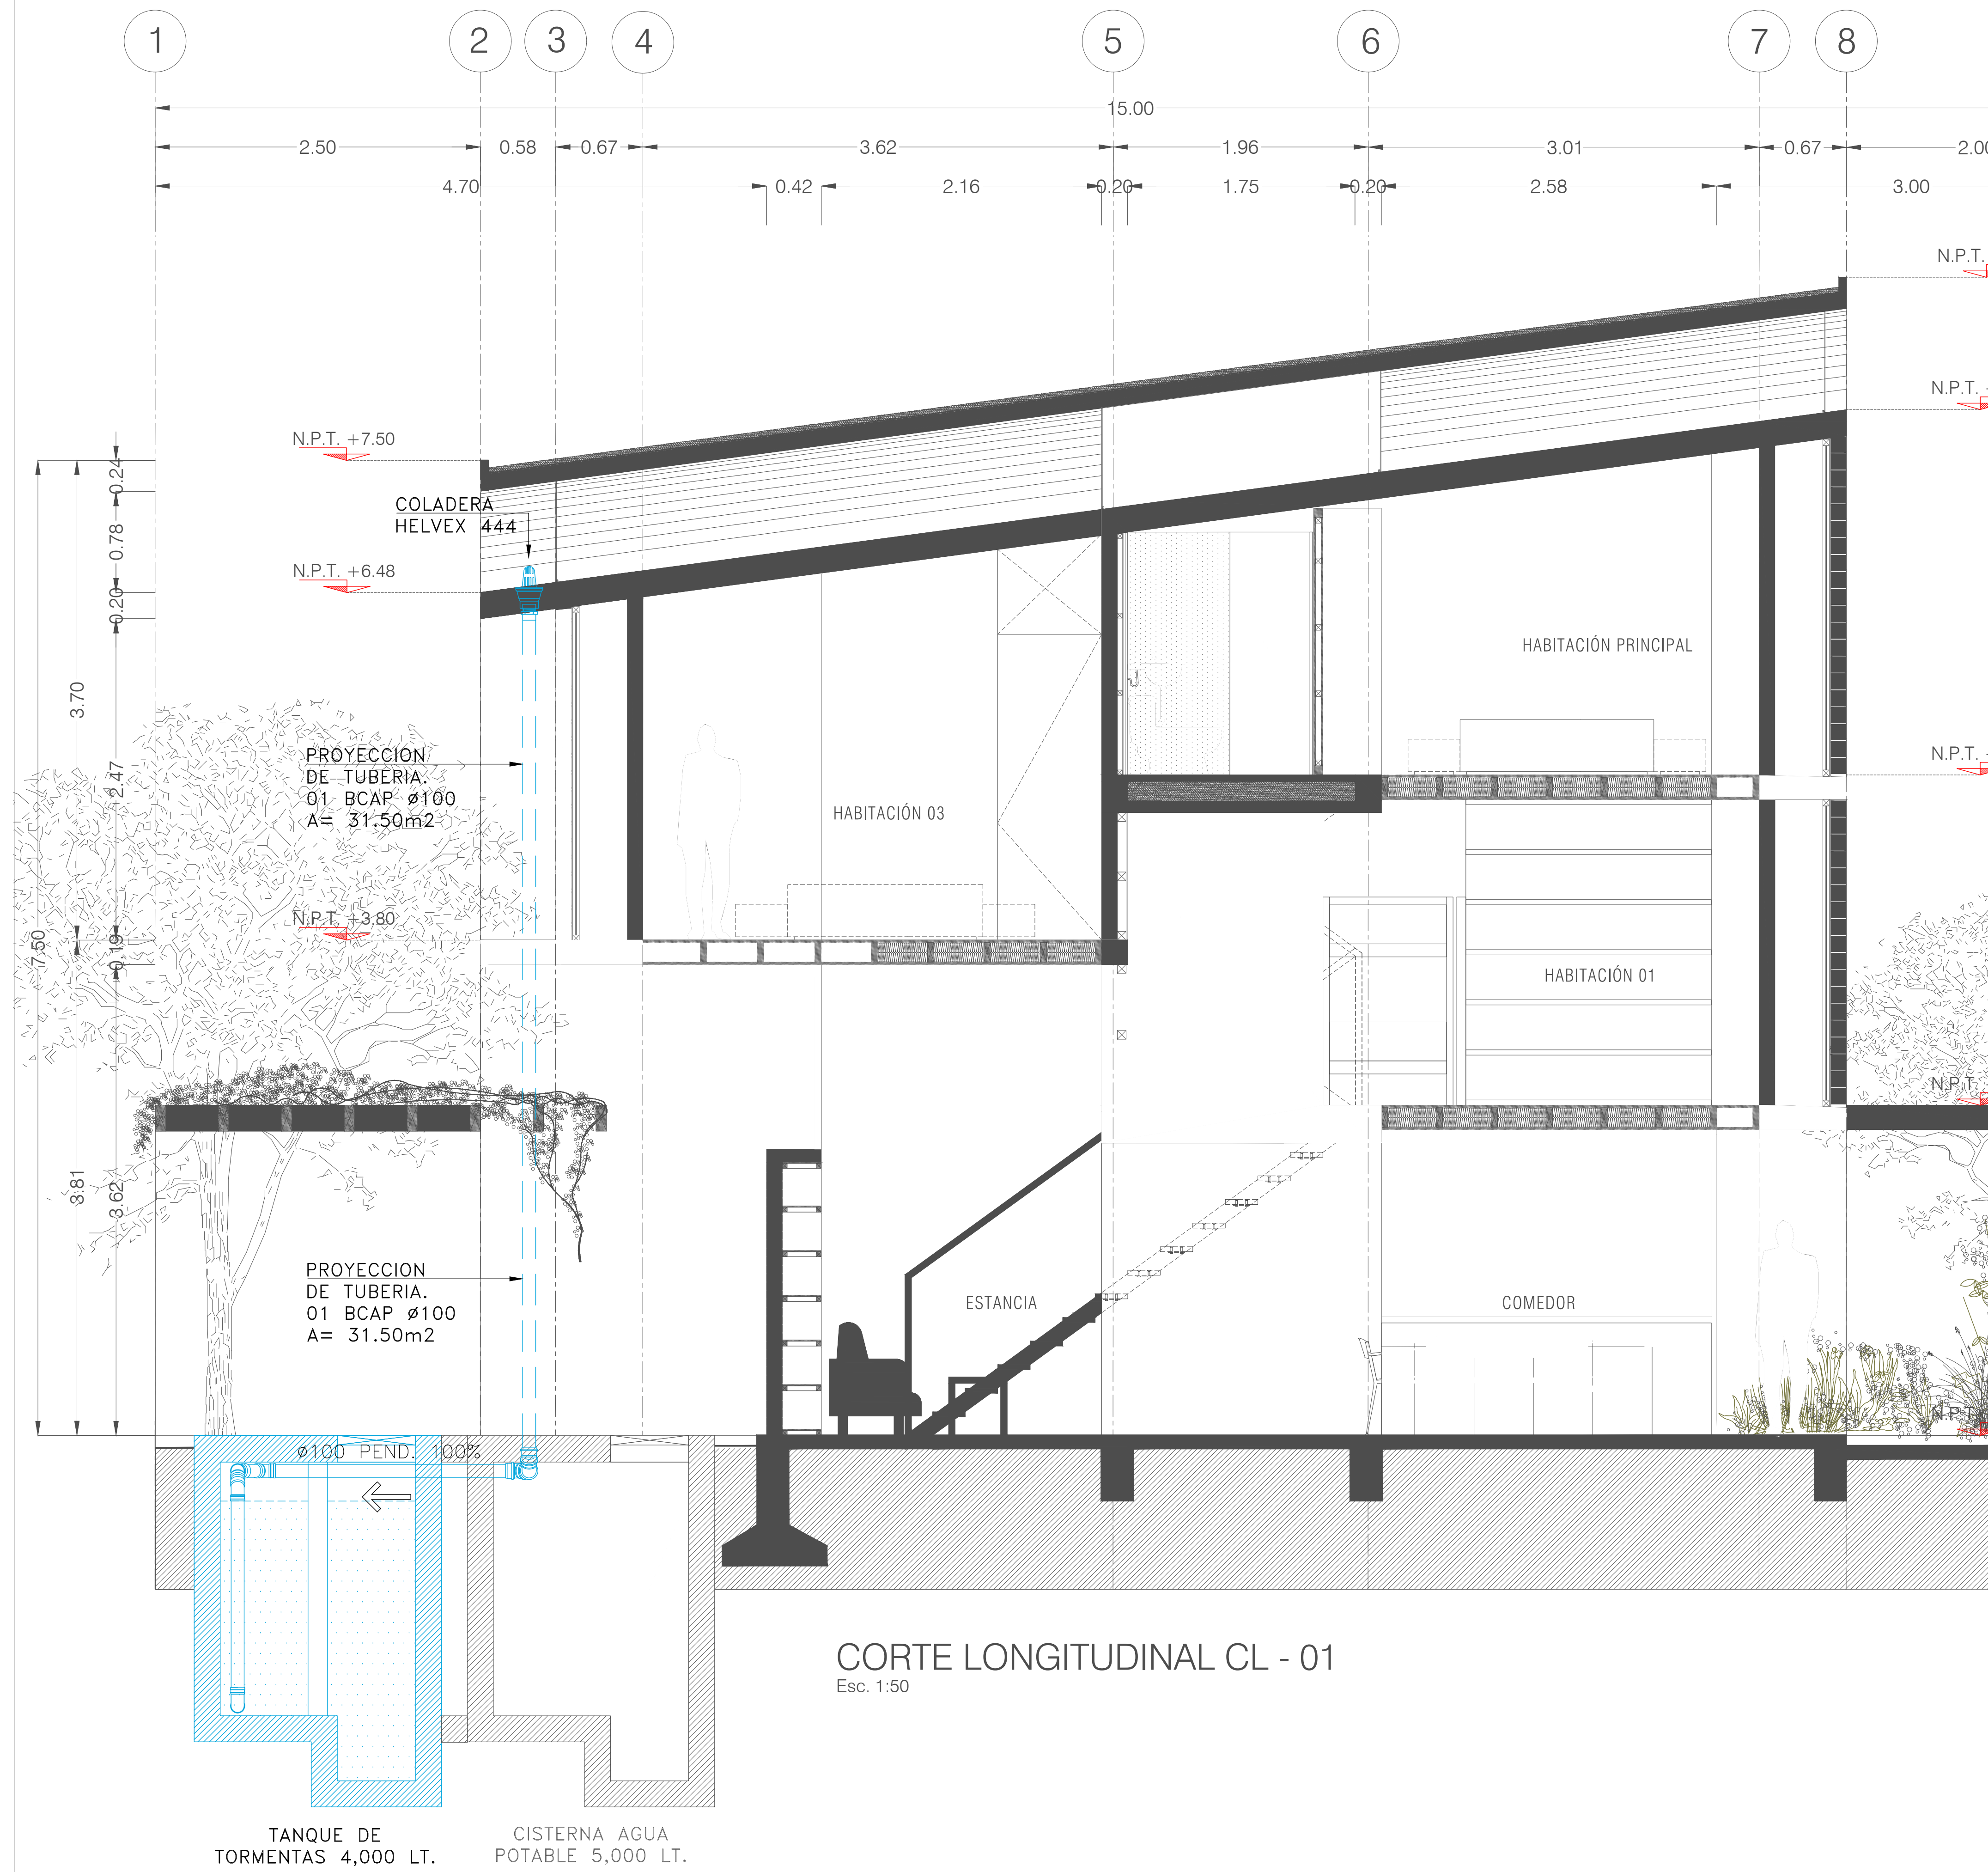 1 2 3 4 5 6 7 8
15.00
2.50 0.58 0.67 3.62 1.96 3.01 0.67 2.00
4.70 0.42 2.16 0.20 1.75 0.20 2.58 3.00
N.P.T.
N.P.T.
N.P.T. +7.50
0.24
COLADERA
HELVEX 444
0.78
N.P.T. +6.48
0.20
HABITACIÓN PRINCIPAL
3.70
N.P.T.
PROYECCION
DE TUBERIA.
01 BCAP ø100
A= 31.50m2
2.47
HABITACIÓN 03
N.P.T. +3.80
7.50
0.19
HABITACIÓN 01
N.P.T.
3.81
3.62
PROYECCION
DE TUBERIA.
01 BCAP ø100
A= 31.50m2
ESTANCIA
COMEDOR
N.P.T.
ø100 PEND. 100%
CORTE LONGITUDINAL CL - 01
Esc. 1:50
TANQUE DE
TORMENTAS 4,000 LT.
CISTERNA AGUA
POTABLE 5,000 LT.